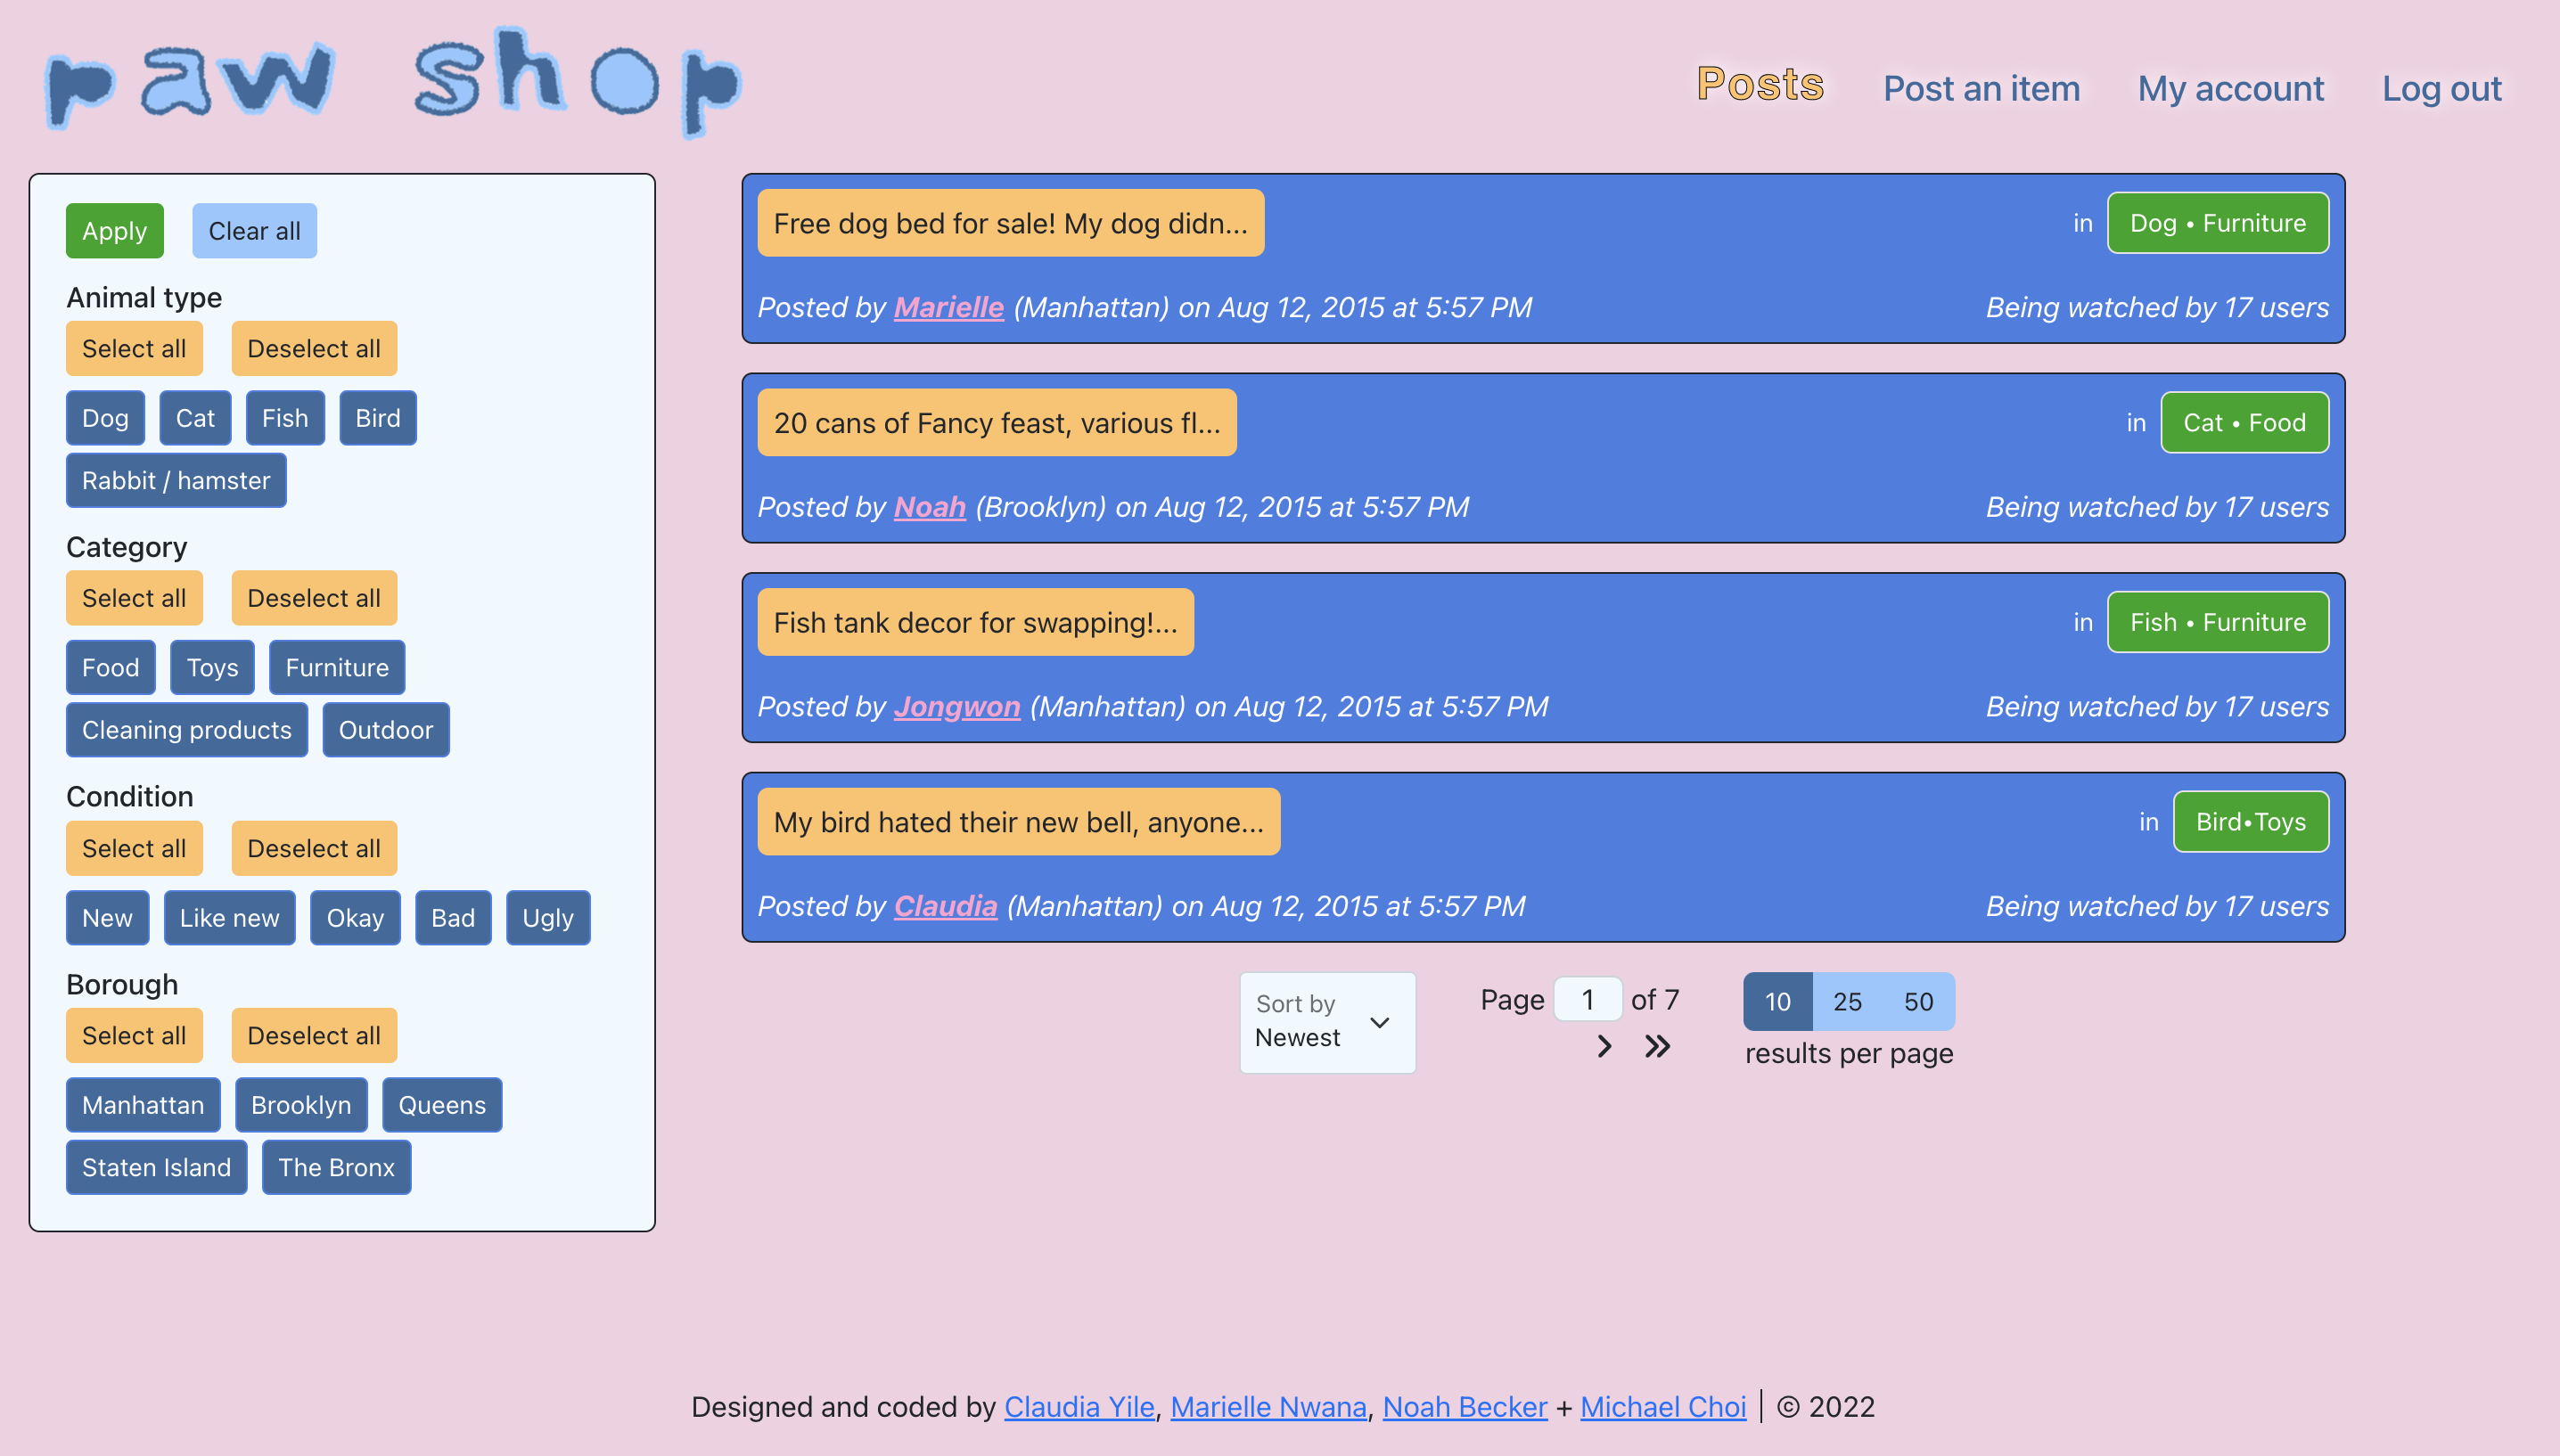 paw shop
Posts Post an item My account Log out
Apply Clear all
Animal type
Select all Deselect all
Dog Cat Fish Bird
Rabbit / hamster
Category
Select all Deselect all
Food Toys Furniture
Cleaning products Outdoor
Condition
Select all Deselect all
New Like new Okay Bad Ugly
Borough
Select all Deselect all
Manhattan Brooklyn Queens
Staten Island The Bronx
Free dog bed for sale! My dog didn... in Dog • Furniture
Posted by Marielle (Manhattan) on Aug 12, 2015 at 5:57 PM Being watched by 17 users
20 cans of Fancy feast, various fl... in Cat • Food
Posted by Noah (Brooklyn) on Aug 12, 2015 at 5:57 PM Being watched by 17 users
Fish tank decor for swapping!... in Fish • Furniture
Posted by Jongwon (Manhattan) on Aug 12, 2015 at 5:57 PM Being watched by 17 users
My bird hated their new bell, anyone... in Bird•Toys
Posted by Claudia (Manhattan) on Aug 12, 2015 at 5:57 PM Being watched by 17 users
Sort by
Newest
Page 1 of 7
10 25 50
results per page
Designed and coded by Claudia Yile, Marielle Nwana, Noah Becker + Michael Choi | © 2022